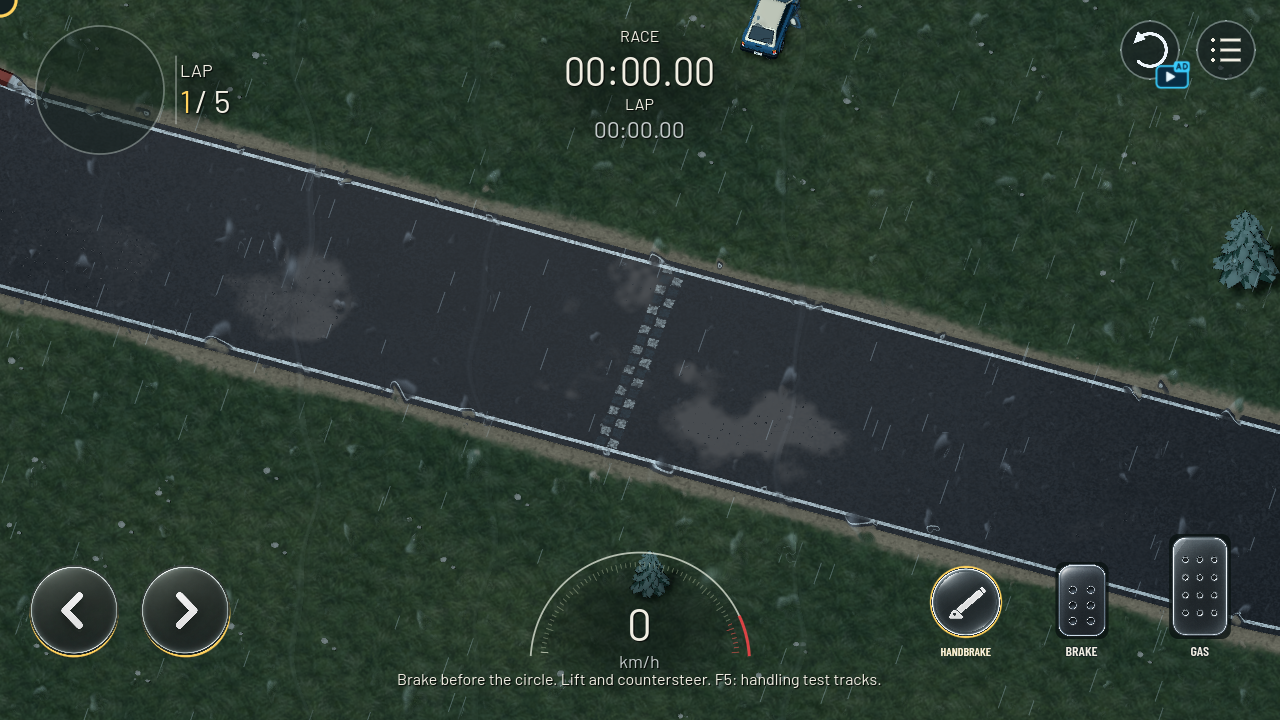 RACE
00:00.00
LAP
00:00.00
LAP
1/ 5
AD
0
km/h
HANDBRAKE
BRAKE
GAS
Brake before the circle. Lift and countersteer. F5: handling test tracks.